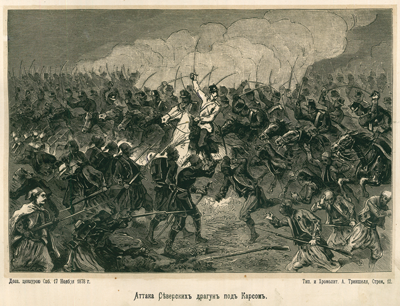 Дозв. цензурою Спб. 17 Ноября 1878 г.
Тип. и Хромолит. А. Траншеля, Стрем. 12.
Аттака Сѣверскихъ драгунъ подъ Карсомъ.